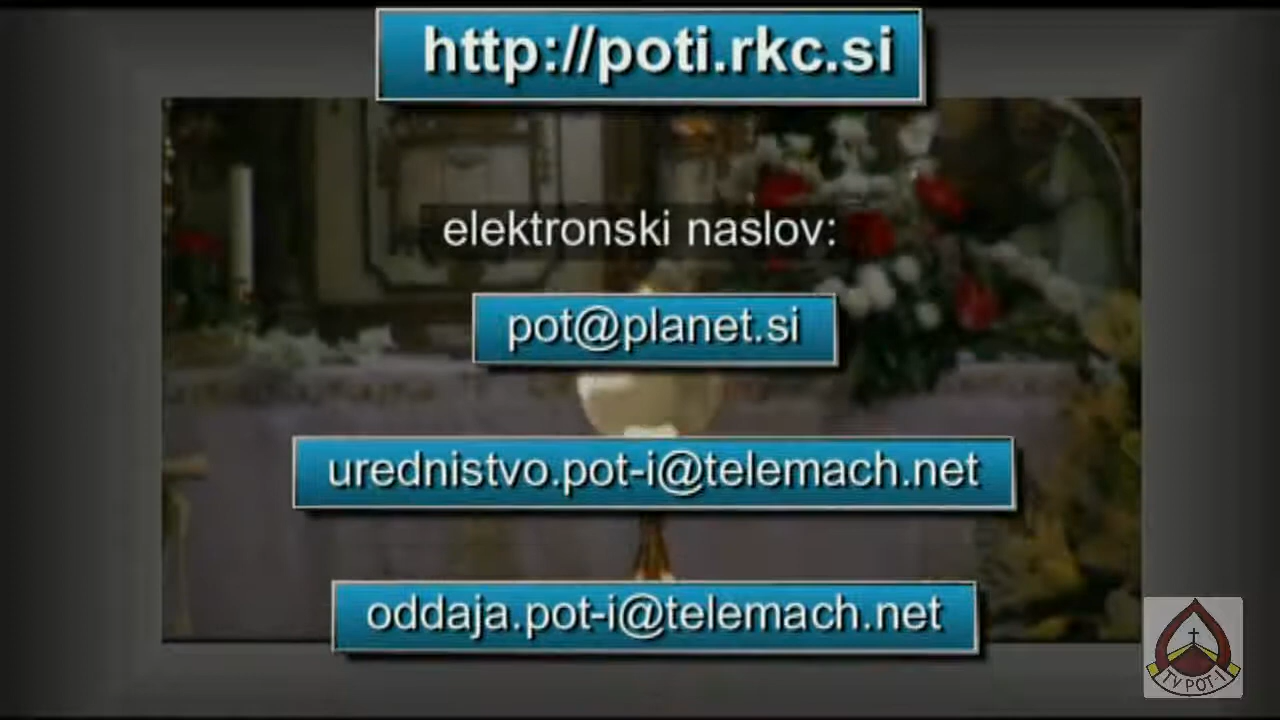 http://poti.rkc.si
elektronski naslov:
pot@planet.si
urednistvo.pot-i@telemach.net
oddaja.pot-i@telemach.net
TV POT-I